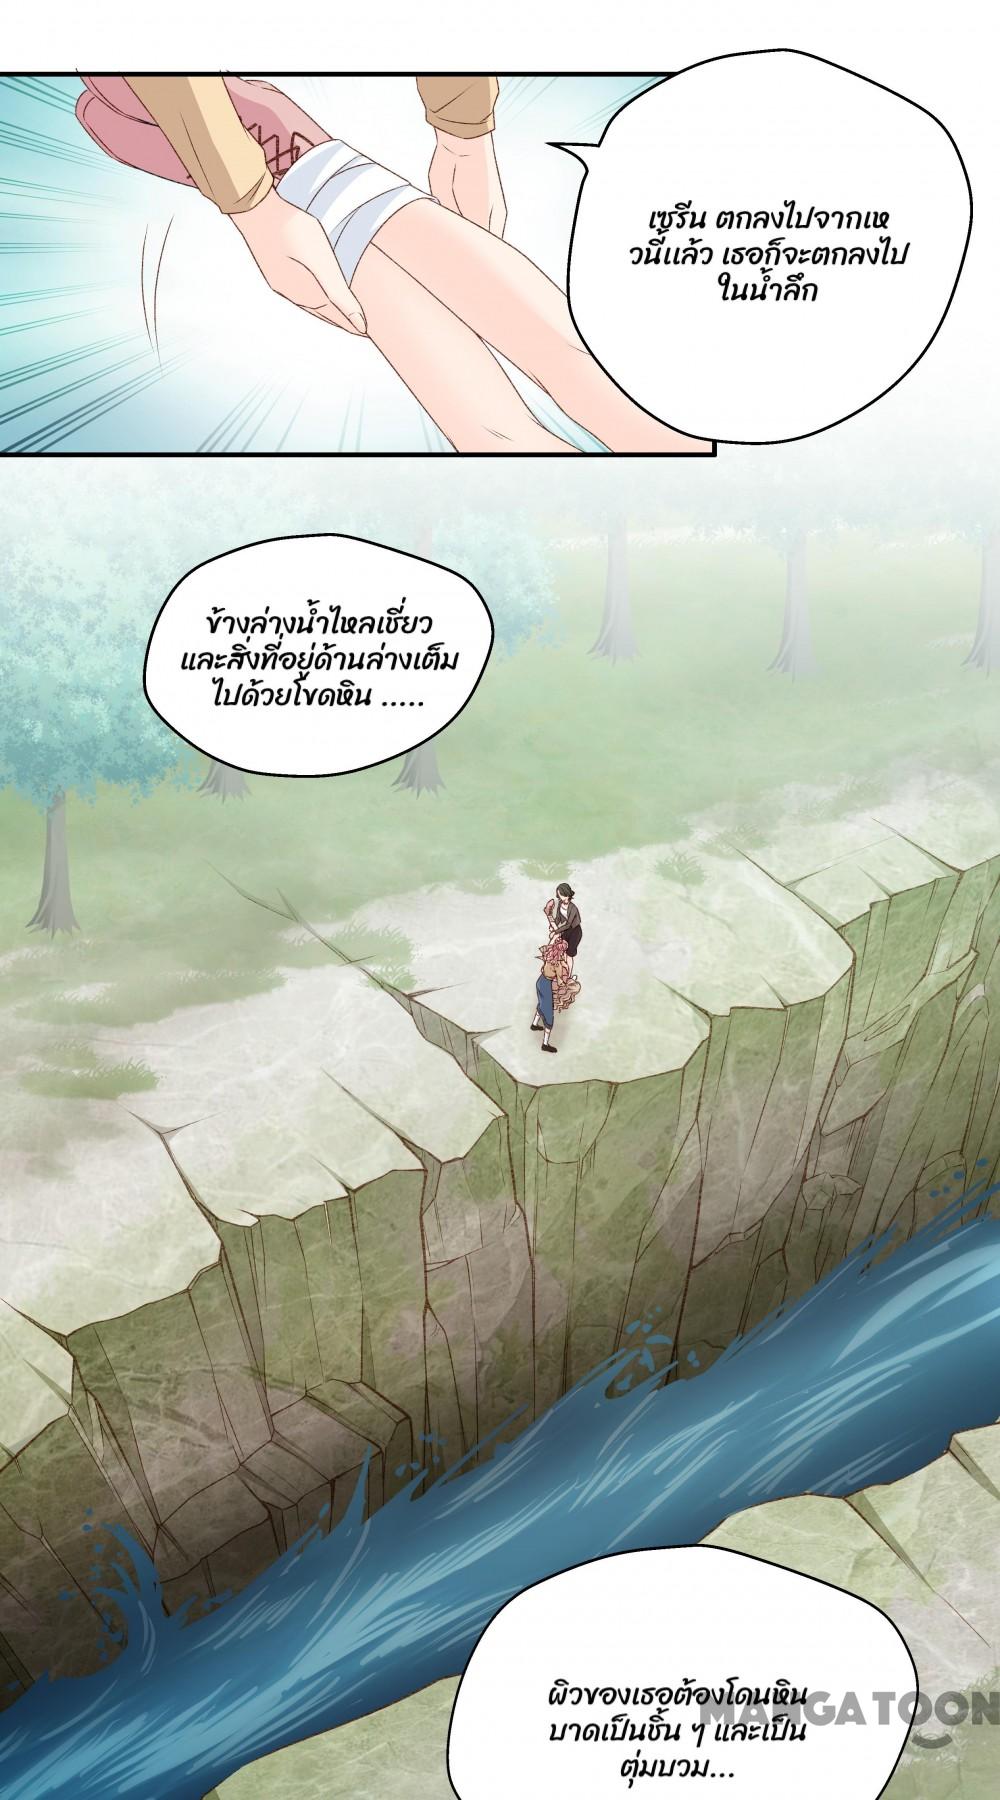 เซรีน ตกลงไปจากเห
วนี้แล้ว เธอก็จะตกลงไป
ในน้ำลึก
ข้างล่างน้ำไหลเชี่ยว
และสิ่งที่อยู่ด้านล่างเต็ม
ไปด้วยโขดหิน .....
ผิวของเธอต้องโดนหิน
บาดเป็นชิ้น ๆ และเป็น
ตุ่มบวม...
MANGATOON